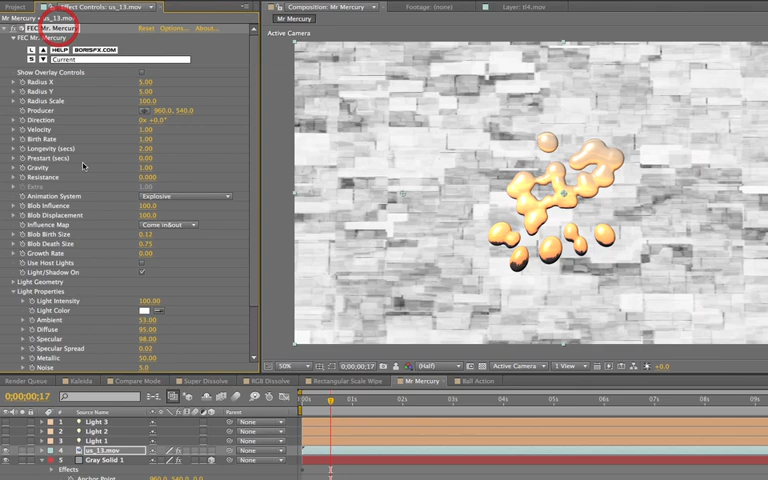 Project
Effect Controls: us_13.mov
Composition: Mr Mercury
Footage: (none)
Layer: tl4.mov
Mr Mercury • us_13.mov
Mr Mercury
FEC Mr. Mercury
Reset
Options...
About...
FEC Mr. Mercury
Active Camera
L
HELP
BORISFX.COM
S
Current
Show Overlay Controls
Radius X 5.00
Radius Y 5.00
Radius Scale 100.0
Producer 960.0, 540.0
Direction 0x +0.0°
Velocity 1.00
Birth Rate 1.00
Longevity (secs) 2.00
Prestart (secs) 0.00
Gravity 1.00
Resistance 0.000
Extra 1.00
Animation System Explosive
Blob Influence 100.0
Blob Displacement 100.0
Influence Map Come in&out
Blob Birth Size 0.12
Blob Death Size 0.75
Growth Rate 0.00
Use Host Lights
Light/Shadow On
Light Geometry
Light Properties
Light Intensity 100.00
Light Color
Ambient 53.00
Diffuse 95.00
Specular 98.00
Specular Spread 0.02
Metallic 50.00
Noise 5.0
50%
0;00;00;17
(Half)
Active Camera
1 View
+0.0
Render Queue
Kaleida
Compare Mode
Super Dissolve
RGB Dissolve
Rectangular Scale Wipe
Mr Mercury
Ball Action
0;00;00;17
:00s 01s 02s 03s 04s 05s 06s 07s 08s 09s
# Source Name Parent
1 Light 3 None
2 Light 2 None
3 Light 1 None
4 us_13.mov None
5 Gray Solid 1 None
Effects
Anchor Point 960.0, 540.0